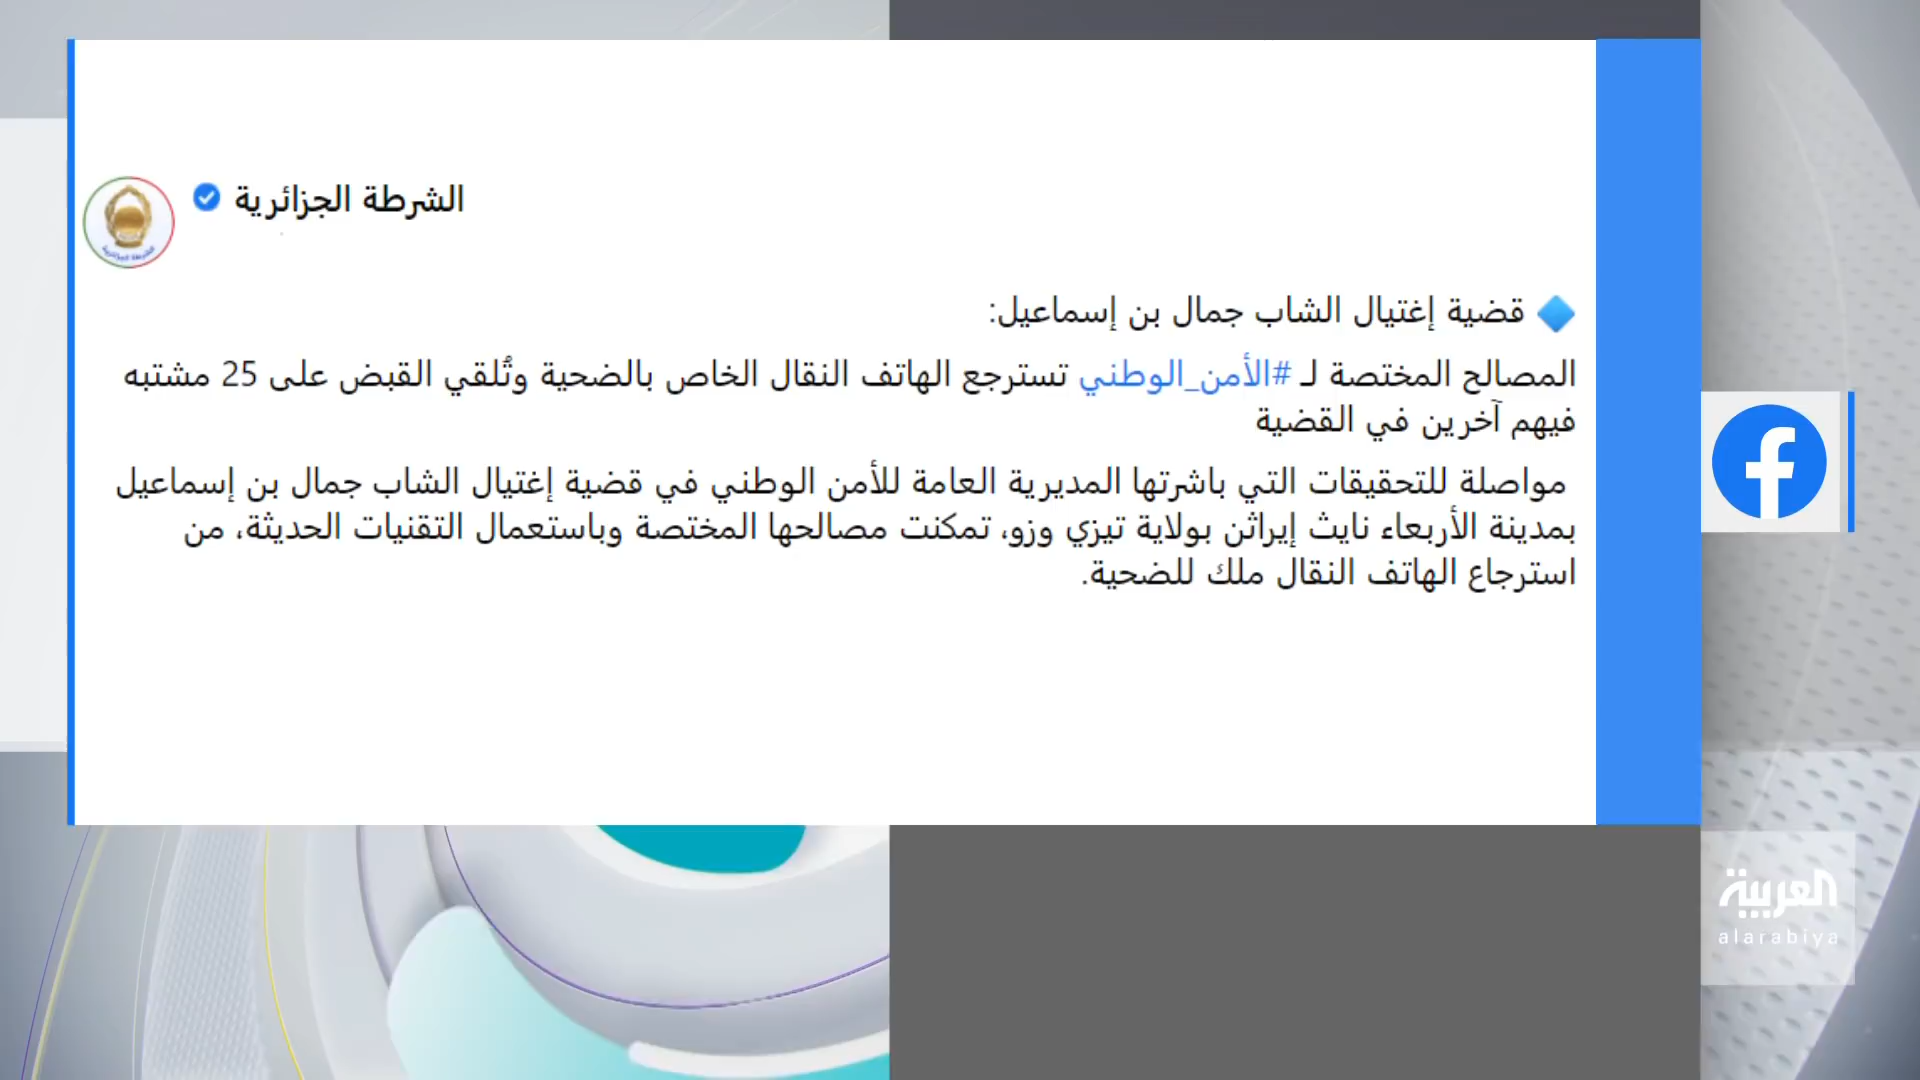 الشرطة الجزائرية
قضية إغتيال الشاب جمال بن إسماعيل:
المصالح المختصة لـ #الأمن_الوطني تسترجع الهاتف النقال الخاص بالضحية وتُلقي القبض على 25 مشتبه
فيهم آخرين في القضية
مواصلة للتحقيقات التي باشرتها المديرية العامة للأمن الوطني في قضية إغتيال الشاب جمال بن إسماعيل
بمدينة الأربعاء نايث إيراثن بولاية تيزي وزو، تمكنت مصالحها المختصة وباستعمال التقنيات الحديثة، من
استرجاع الهاتف النقال ملك للضحية.
العربية
alarabiya